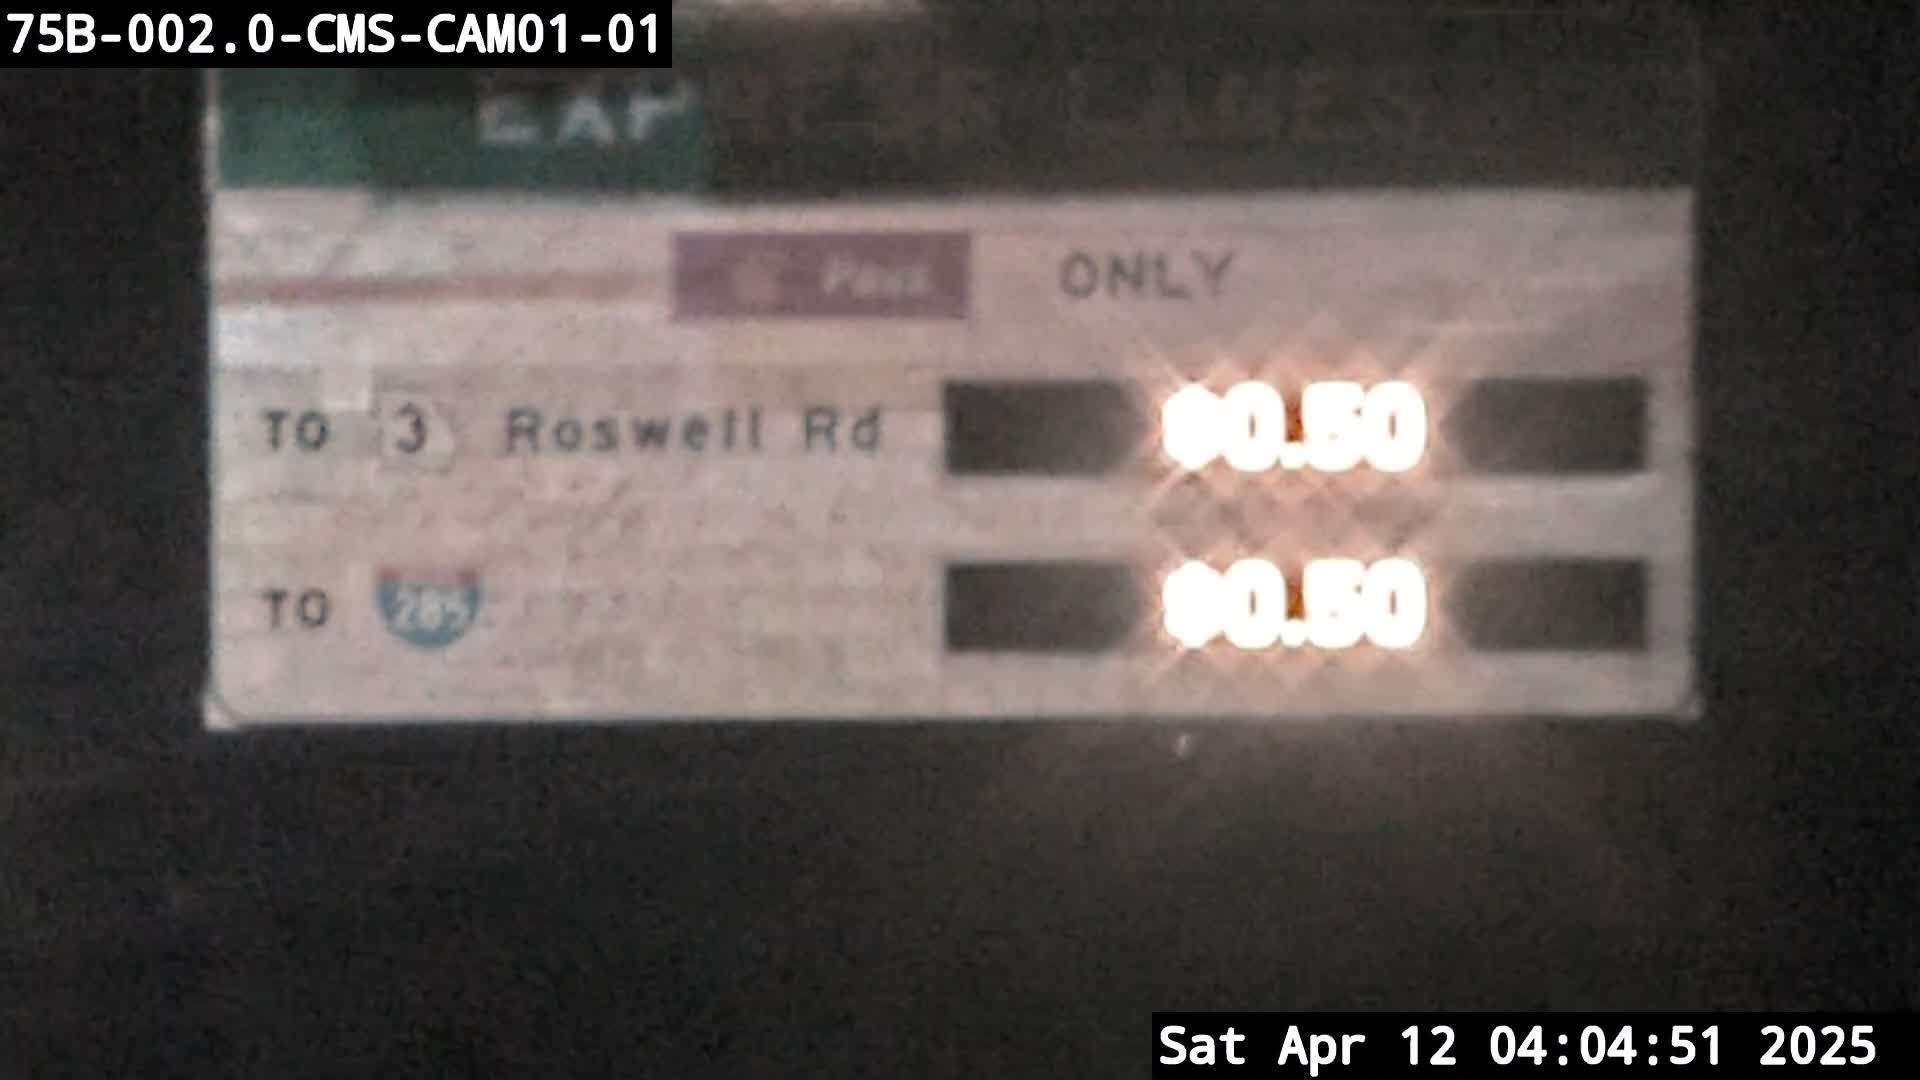 75B-002.0-CMS-CAM01-01
Pass ONLY
TO 3 Roswell Rd $0.50
TO 285 $0.50
Sat Apr 12 04:04:51 2025